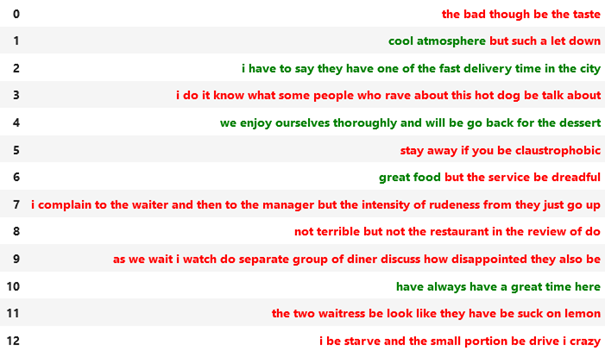 0 the bad though be the taste
1 cool atmosphere but such a let down
2 i have to say they have one of the fast delivery time in the city
3 i do it know what some people who rave about this hot dog be talk about
4 we enjoy ourselves thoroughly and will be go back for the dessert
5 stay away if you be claustrophobic
6 great food but the service be dreadful
7 i complain to the waiter and then to the manager but the intensity of rudeness from they just go up
8 not terrible but not the restaurant in the review of do
9 as we wait i watch do separate group of diner discuss how disappointed they also be
10 have always have a great time here
11 the two waitress be look like they have be suck on lemon
12 i be starve and the small portion be drive i crazy